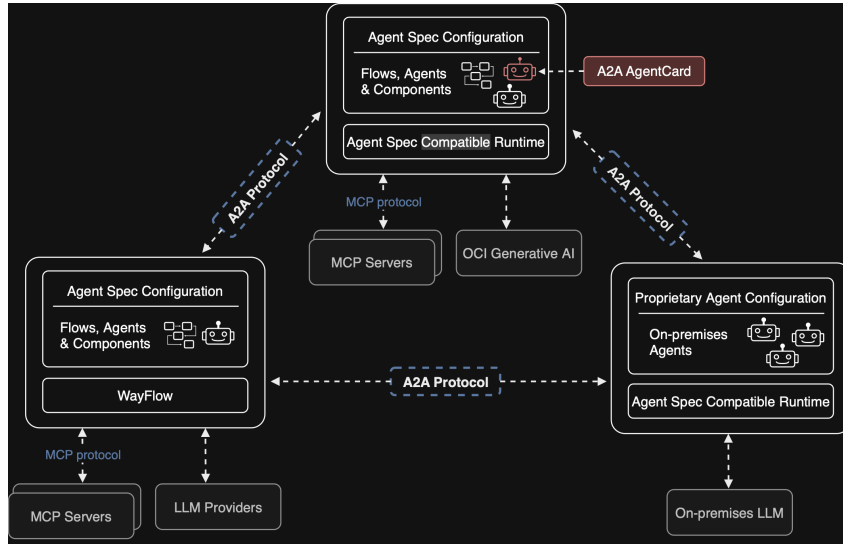 Agent Spec Configuration
Flows, Agents
& Components
A2A AgentCard
Agent Spec Compatible Runtime
A2A Protocol
A2A Protocol
MCP protocol
MCP Servers
OCI Generative AI
Agent Spec Configuration
Flows, Agents
& Components
WayFlow
Proprietary Agent Configuration
On-premises
Agents
Agent Spec Compatible Runtime
A2A Protocol
MCP protocol
MCP Servers
LLM Providers
On-premises LLM